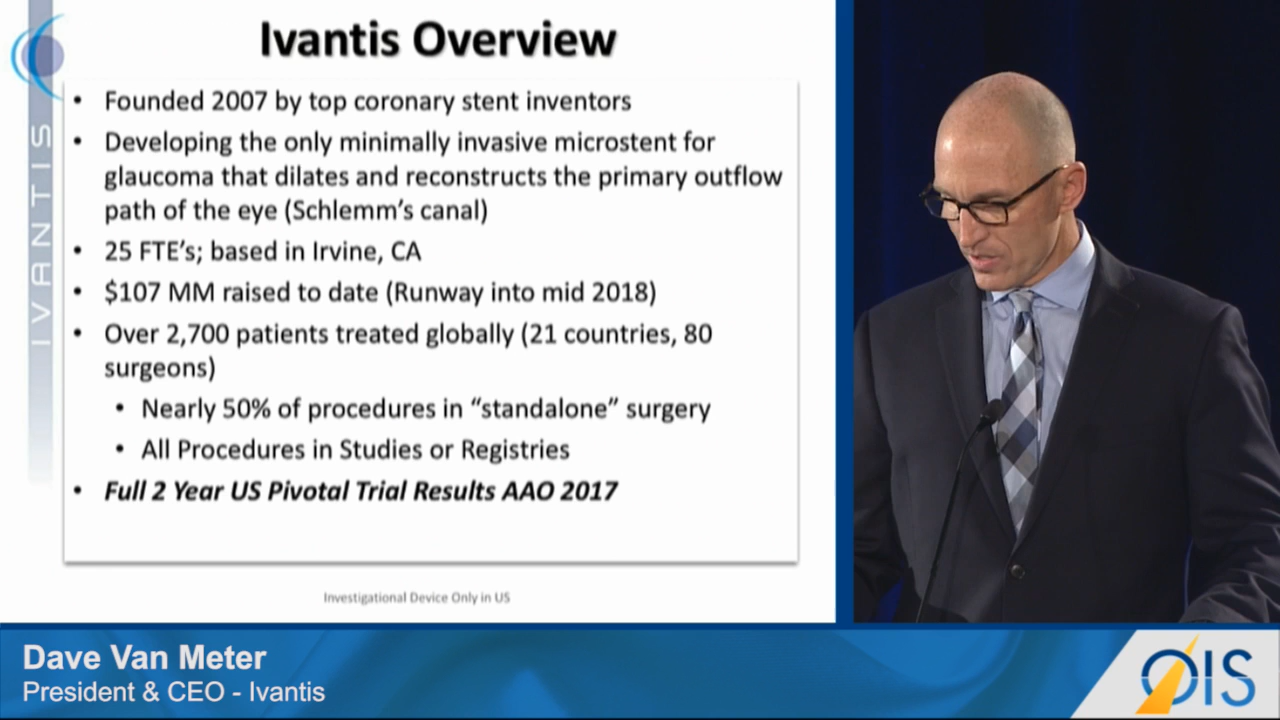 Ivantis Overview
IVANTIS
• Founded 2007 by top coronary stent inventors
• Developing the only minimally invasive microstent for
glaucoma that dilates and reconstructs the primary outflow
path of the eye (Schlemm's canal)
• 25 FTE's; based in Irvine, CA
• $107 MM raised to date (Runway into mid 2018)
• Over 2,700 patients treated globally (21 countries, 80
surgeons)
• Nearly 50% of procedures in “standalone” surgery
• All Procedures in Studies or Registries
• Full 2 Year US Pivotal Trial Results AAO 2017
Investigational Device Only in US
Dave Van Meter
President & CEO - Ivantis
OIS